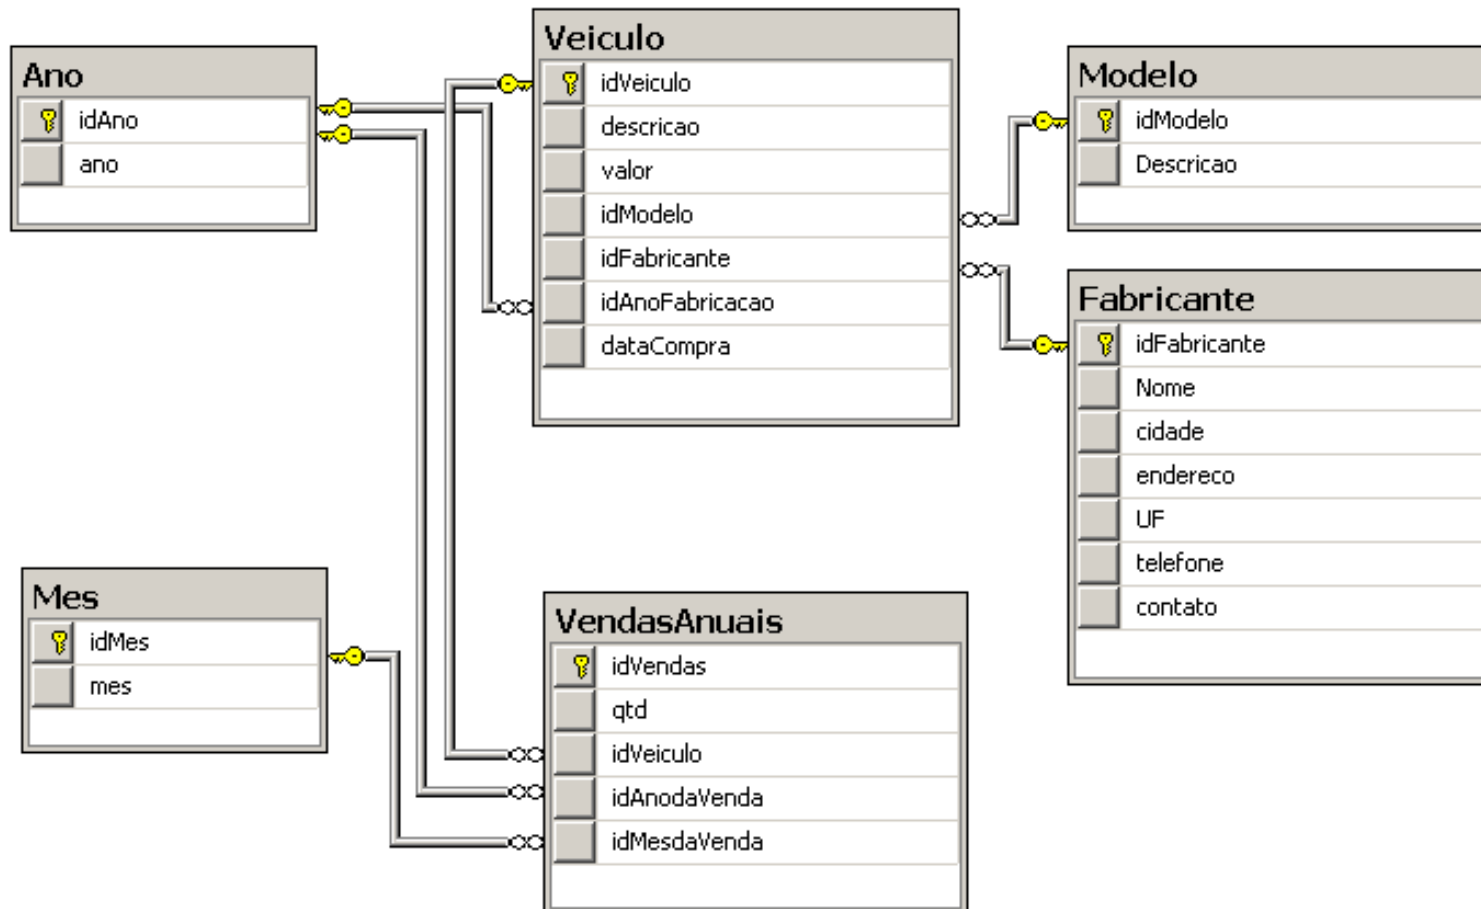 Ano
idAno
ano
Veiculo
idVeiculo
descricao
valor
idModelo
idFabricante
idAnoFabricacao
dataCompra
Modelo
idModelo
Descricao
Fabricante
idFabricante
Nome
cidade
endereco
UF
telefone
contato
Mes
idMes
mes
VendasAnuais
idVendas
qtd
idVeiculo
idAnodaVenda
idMesdaVenda